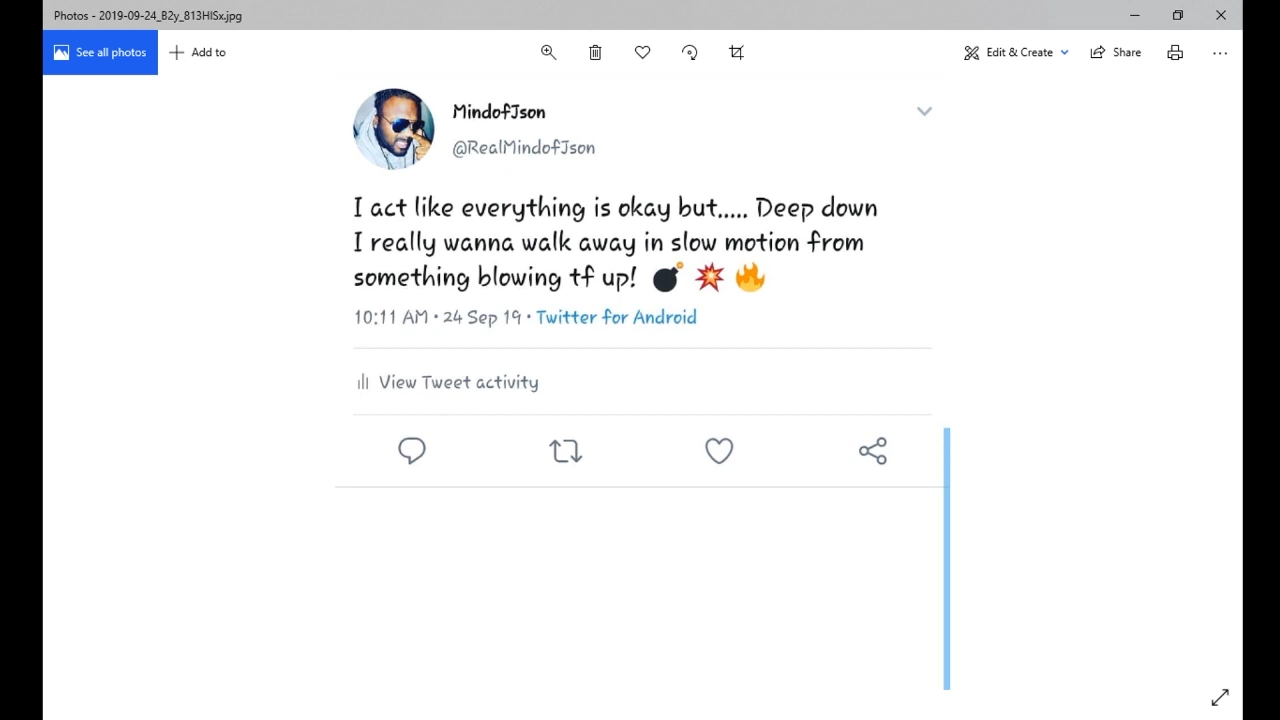 Photos - 2019-09-24_B2y_813HlSx.jpg
See all photos
Add to
Edit & Create
Share
MindofJson
@RealMindofJson
I act like everything is okay but..... Deep down
I really wanna walk away in slow motion from
something blowing tf up! 💣 💥 🔥
10:11 AM • 24 Sep 19 • Twitter for Android
View Tweet activity